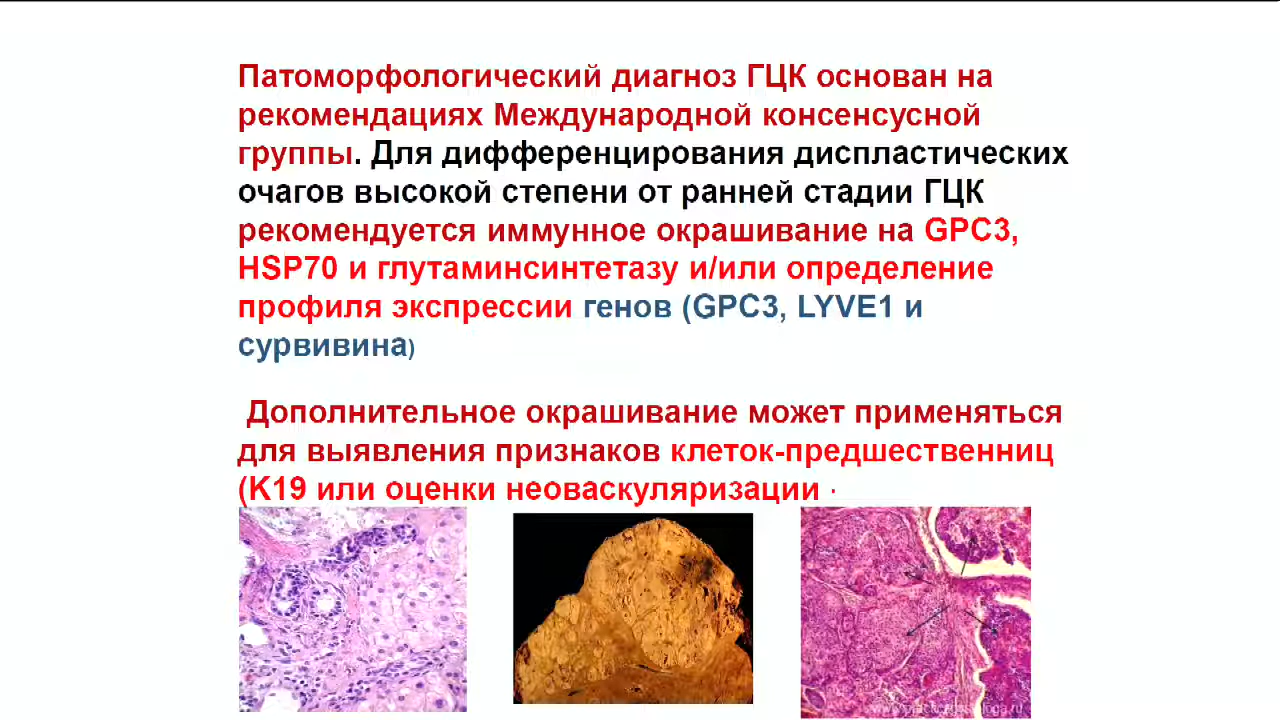 Патоморфологический диагноз ГЦК основан на
рекомендациях Международной консенсусной
группы. Для дифференцирования диспластических
очагов высокой степени от ранней стадии ГЦК
рекомендуется иммунное окрашивание на GPC3,
HSP70 и глутаминсинтетазу и/или определение
профиля экспрессии генов (GPC3, LYVE1 и
сурвивина)
Дополнительное окрашивание может применяться
для выявления признаков клеток-предшественниц
(K19 или оценки неоваскуляризации .